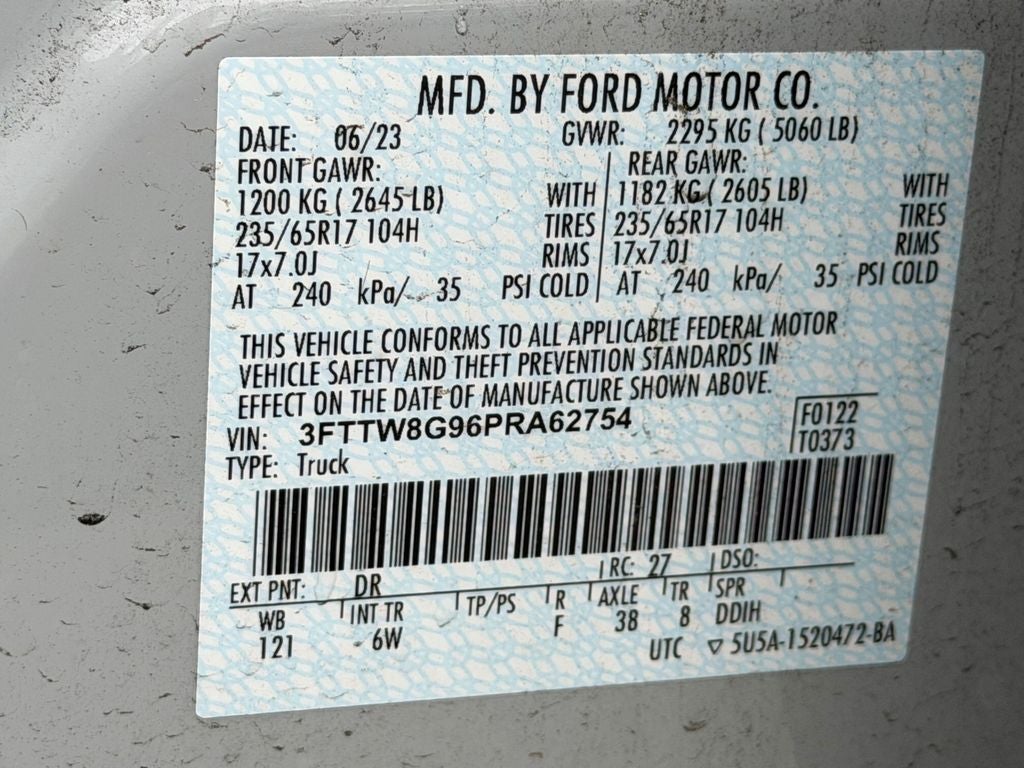 MFD. BY FORD MOTOR CO.
DATE: 06/23 GVWR: 2295 KG ( 5060 LB)
FRONT GAWR: REAR GAWR:
1200 KG ( 2645 LB) WITH 1182 KG ( 2605 LB) WITH
235/65R17 104H TIRES 235/65R17 104H TIRES
17x7.0J RIMS 17x7.0J RIMS
AT 240 kPa/ 35 PSI COLD AT 240 kPa/ 35 PSI COLD
THIS VEHICLE CONFORMS TO ALL APPLICABLE FEDERAL MOTOR
VEHICLE SAFETY AND THEFT PREVENTION STANDARDS IN
EFFECT ON THE DATE OF MANUFACTURE SHOWN ABOVE.
VIN: 3FTTW8G96PRA62754 F0122
TYPE: Truck T0373
EXT PNT: DR RC: 27 DSO:
WB INT TR TP/PS R AXLE TR SPR
121 6W F 38 8 DDIH
UTC ▽ 5U5A-1520472-BA